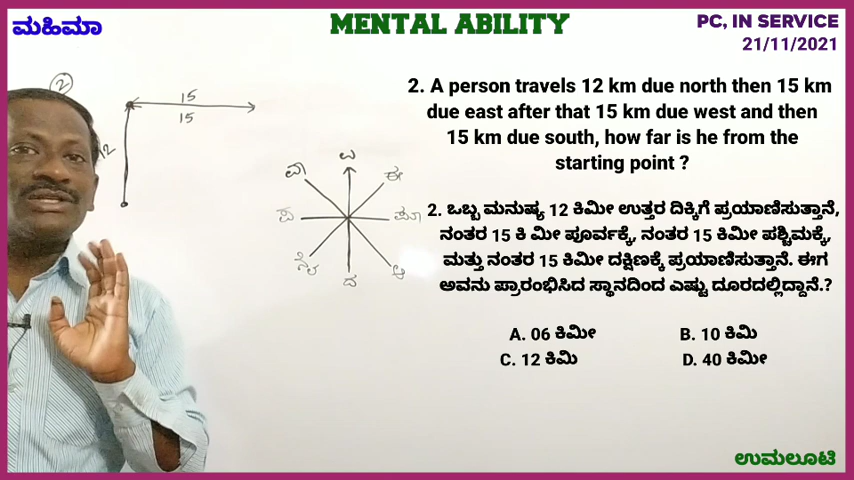 ಮಹಿಮಾ
MENTAL ABILITY
PC, IN SERVICE
21/11/2021
2
15
15
12
2. A person travels 12 km due north then 15 km
due east after that 15 km due west and then
15 km due south, how far is he from the
starting point ?
ಉ
ವಾ
ಈ
ಪ
ಪೂ
ನೈ
ಆ
ದ
2. ಒಬ್ಬ ಮನುಷ್ಯ 12 ಕಿಮೀ ಉತ್ತರ ದಿಕ್ಕಿಗೆ ಪ್ರಯಾಣಿಸುತ್ತಾನೆ,
ನಂತರ 15 ಕಿ ಮೀ ಪೂರ್ವಕ್ಕೆ, ನಂತರ 15 ಕಿಮೀ ಪಶ್ಚಿಮಕ್ಕೆ,
ಮತ್ತು ನಂತರ 15 ಕಿಮೀ ದಕ್ಷಿಣಕ್ಕೆ ಪ್ರಯಾಣಿಸುತ್ತಾನೆ. ಈಗ
ಅವನು ಪ್ರಾರಂಭಿಸಿದ ಸ್ಥಾನದಿಂದ ಎಷ್ಟು ದೂರದಲ್ಲಿದ್ದಾನೆ.?
A. 06 ಕಿಮೀ B. 10 ಕಿಮಿ
C. 12 ಕಿಮಿ D. 40 ಕಿಮೀ
ಉಮಲೂಟಿ